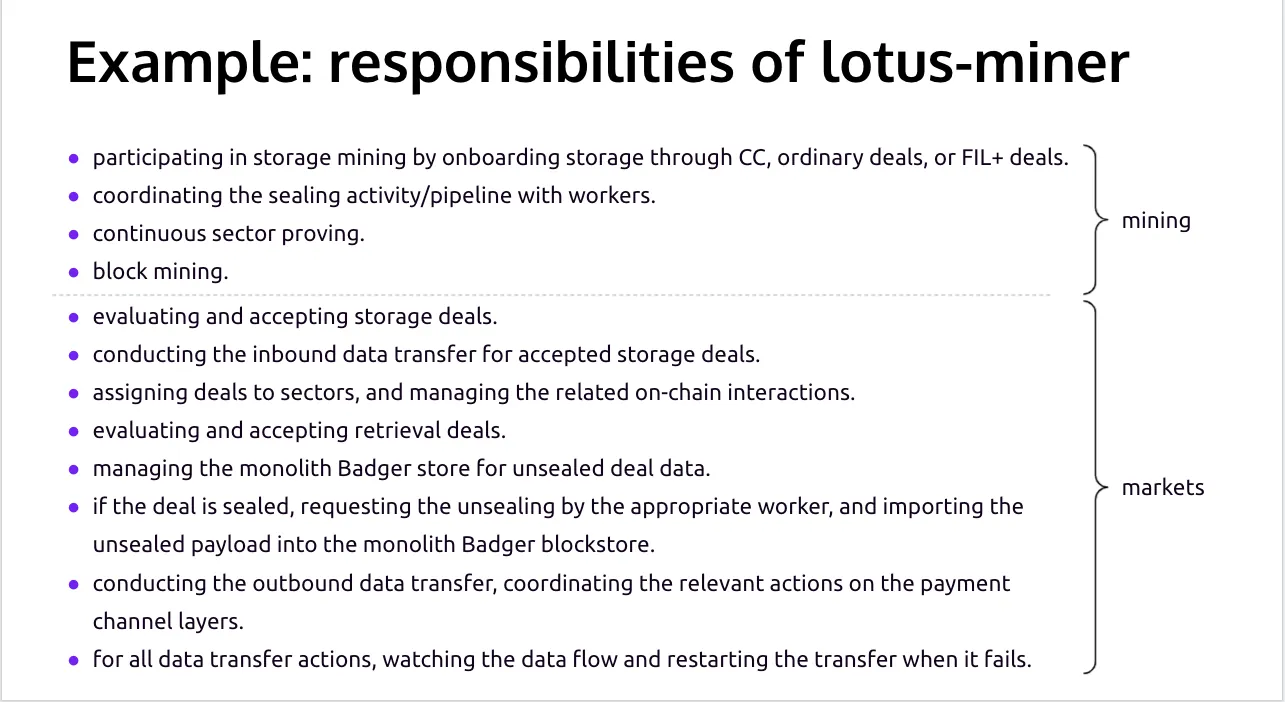 Example: responsibilities of lotus-miner
● participating in storage mining by onboarding storage through CC, ordinary deals, or FIL+ deals.
● coordinating the sealing activity/pipeline with workers.
● continuous sector proving.
● block mining.
mining
● evaluating and accepting storage deals.
● conducting the inbound data transfer for accepted storage deals.
● assigning deals to sectors, and managing the related on-chain interactions.
● evaluating and accepting retrieval deals.
● managing the monolith Badger store for unsealed deal data.
● if the deal is sealed, requesting the unsealing by the appropriate worker, and importing the
unsealed payload into the monolith Badger blockstore.
● conducting the outbound data transfer, coordinating the relevant actions on the payment
channel layers.
● for all data transfer actions, watching the data flow and restarting the transfer when it fails.
markets